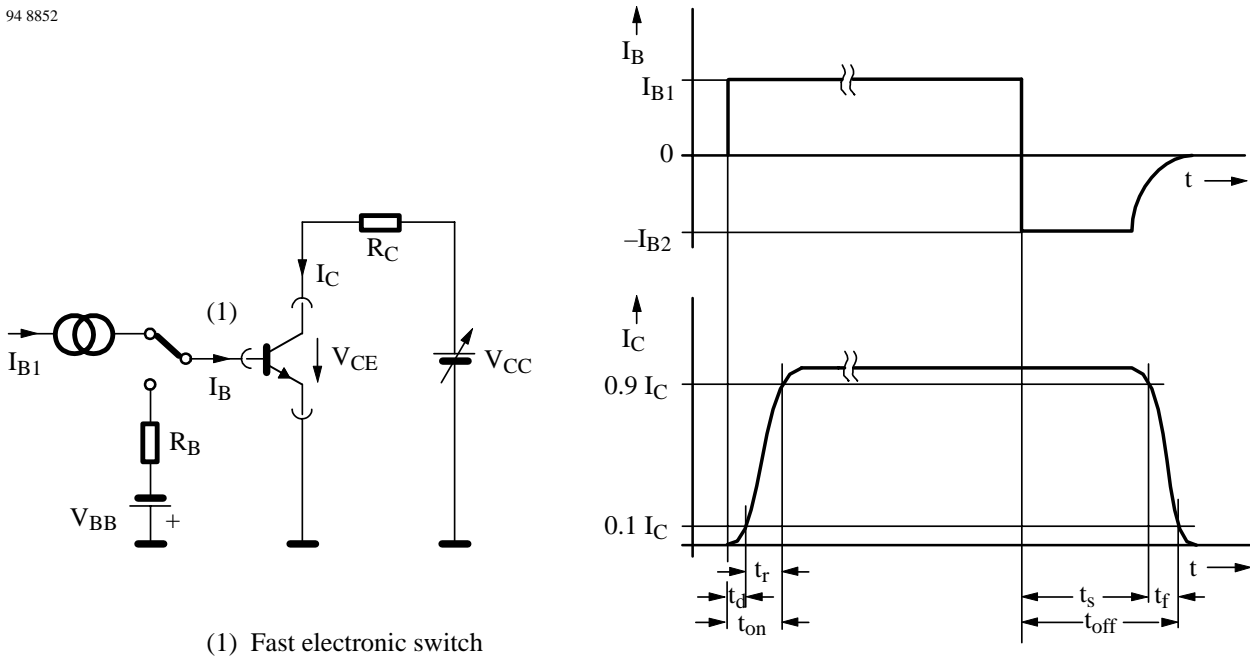 94 8852
I_B1
(1)
I_B
R_B
V_BB
+
I_C
R_C
V_CE
V_CC
(1) Fast electronic switch
I_B
I_B1
0
–I_B2
t
I_C
0.9 I_C
0.1 I_C
t
t_r
t_d
t_on
t_s
t_f
t_off